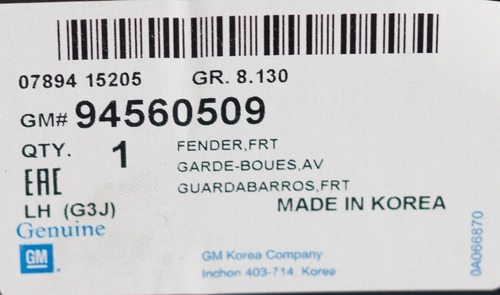 07894 15205 GR. 8.130
GM# 94560509
QTY. 1 FENDER,FRT
GARDE-BOUES,AV
EAC GUARDABARROS,FRT
LH (G3J) MADE IN KOREA
Genuine
GM GM Korea Company
Inchon 403-714, Korea
0A066870